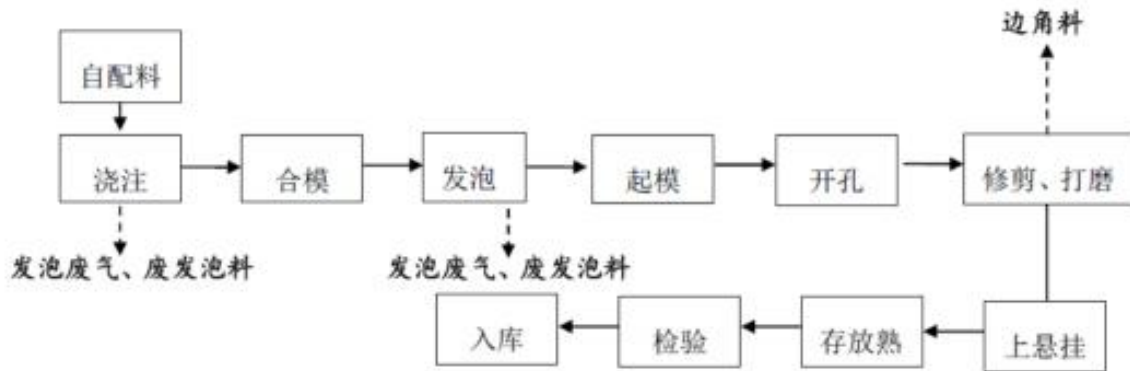 边角料
自配料
浇注
合模
发泡
起模
开孔
修剪、打磨
发泡废气、废发泡料
发泡废气、废发泡料
入库
检验
存放熟
上悬挂